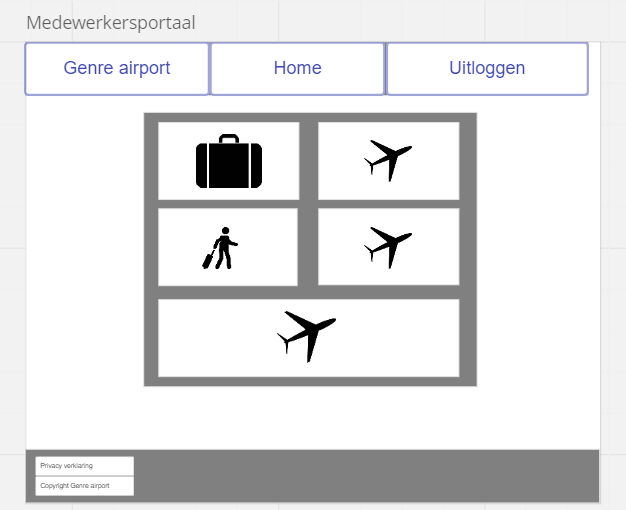 Medewerkersportaal
Genre airport
Home
Uitloggen
Privacy verklaring
Copyright Genre airport